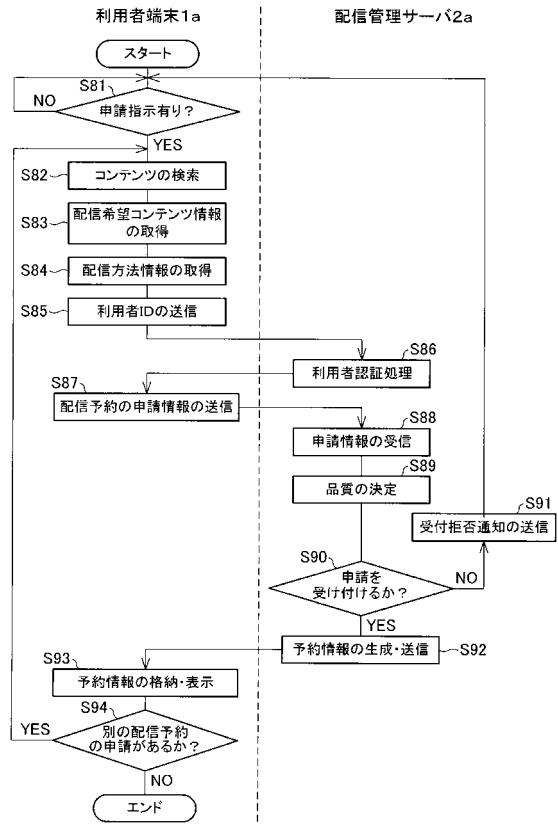 利用者端末1a
配信管理サーバ2a
スタート
S81
NO
申請指示有り?
YES
S82
コンテンツの検索
S83
配信希望コンテンツ情報
の取得
S84
配信方法情報の取得
S85
利用者IDの送信
S86
利用者認証処理
S87
配信予約の申請情報の送信
S88
申請情報の受信
S89
品質の決定
S91
受付拒否通知の送信
S90
申請を
受け付けるか?
NO
YES
S92
予約情報の生成・送信
S93
予約情報の格納・表示
S94
YES
別の配信予約
の申請があるか?
NO
エンド